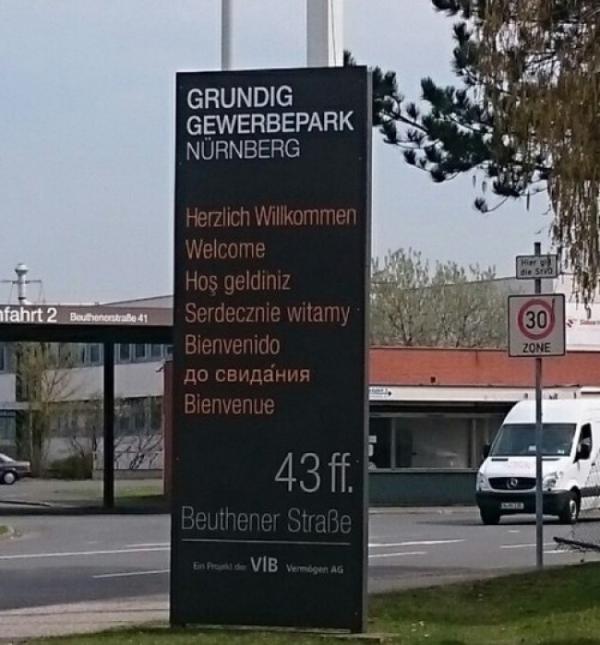 GRUNDIG
GEWERBEPARK
NÜRNBERG
Herzlich Willkommen
Welcome
Hoş geldiniz
Serdecznie witamy
Bienvenido
до свида́ния
Bienvenue
43 ff.
Beuthener Straße
Ein Projekt der VIB Vermögen AG
nfahrt 2 Beuthenerstraße 41
Hier gilt
die StVO
30
ZONE